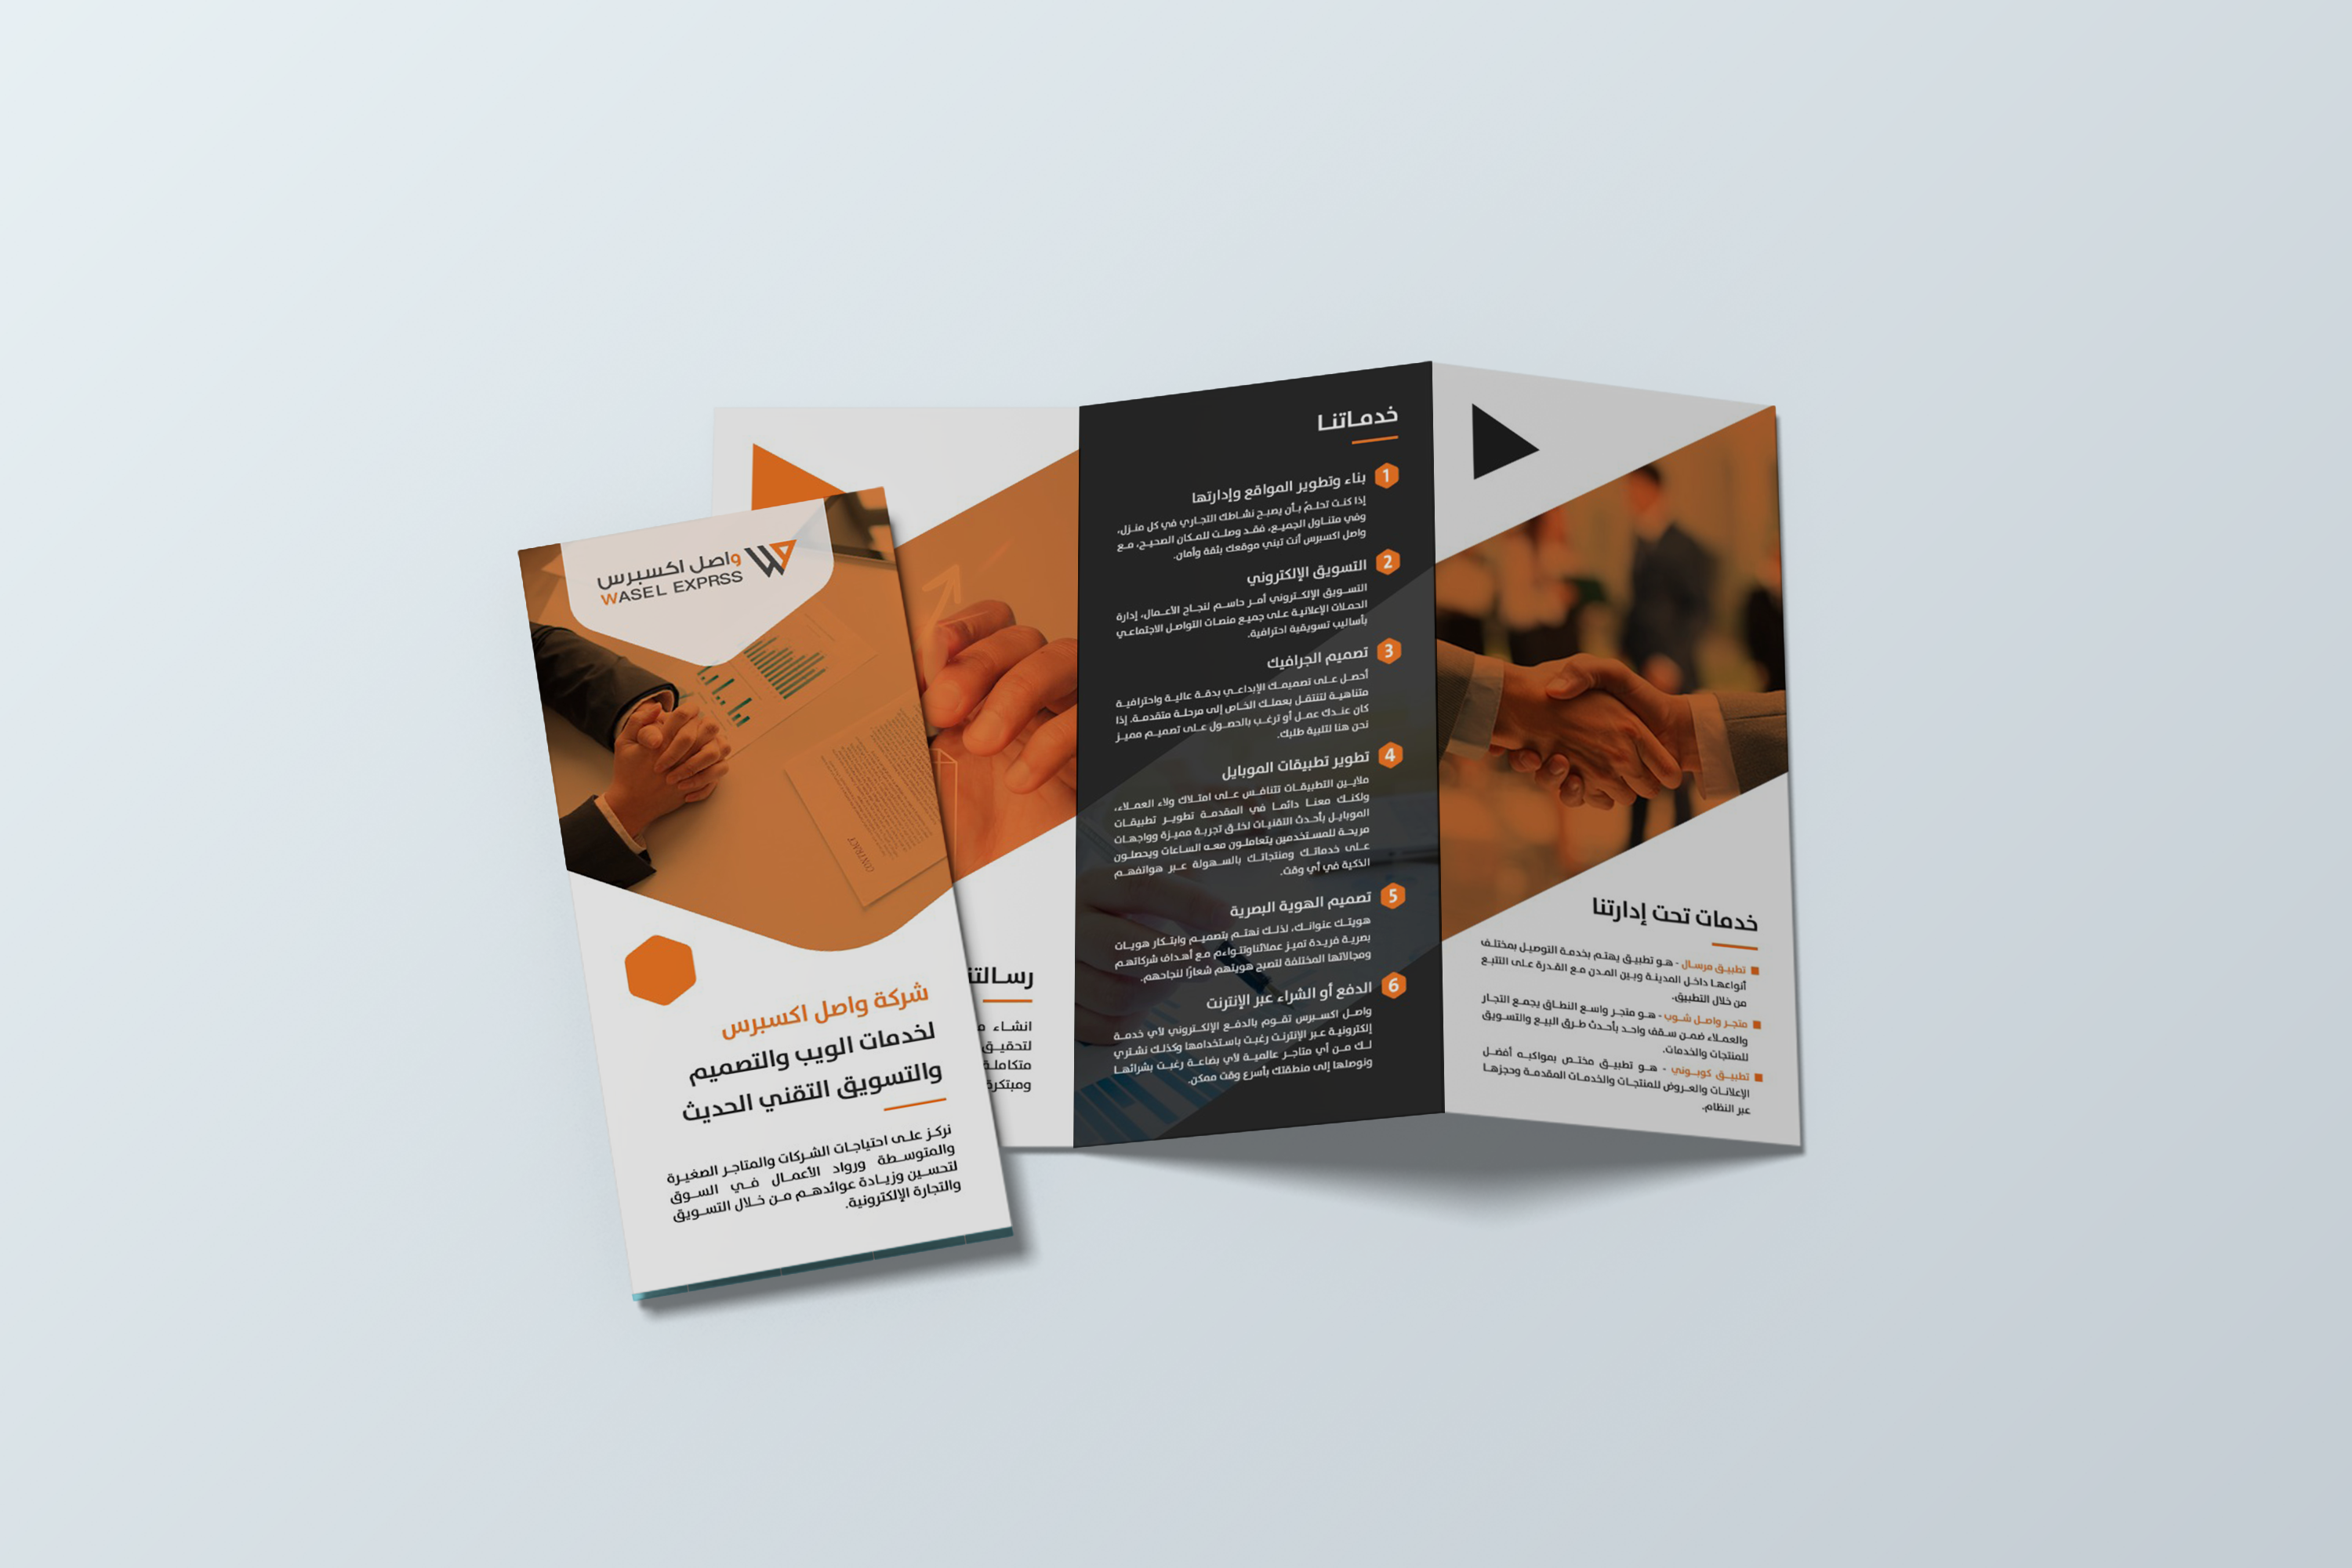 واصل اكسبرس
WASEL EXPRSS
شركة واصل اكسبرس
لخدمات الويب والتصميم
والتسويق التقني الحديث
نركز على احتياجات الشركات والمتاجر الصغيرة
والمتوسطة ورواد الأعمال في السوق
لتحسين وزيادة عوائدهم من خلال التسويق
والتجارة الإلكترونية.
CONTRACT
انشاء
لتحقيق
خدماتنا
1 بناء وتطوير المواقع وإدارتها
إذا كنت تحلم بأن يصبح نشاطك التجاري في كل منزل،
وفي متناول الجميع، فقد وصلت للمكان الصحيح، مع
واصل اكسبرس أنت تبني موقعك بثقة وأمان.
2 التسويق الإلكتروني
التسويق الإلكتروني أمر حاسم لنجاح الأعمال، إدارة
الحملات الإعلانية على جميع منصات التواصل الاجتماعي
بأساليب تسويقية احترافية.
3 تصميم الجرافيك
أحصل على تصميمك الإبداعي بدقة عالية واحترافية
متناهية لتنتقل بعملك الخاص إلى مرحلة متقدمة. إذا
كان عندك عمل أو ترغب بالحصول على تصميم مميز
نحن هنا لتلبية طلبك.
4 تطوير تطبيقات الموبايل
ملايين التطبيقات تتنافس على امتلاك ولاء العملاء،
ولكنك معنا دائما في المقدمة تطوير تطبيقات
الموبايل بأحدث التقنيات لخلق تجربة مميزة وواجهات
مريحة للمستخدمين يتعاملون معه الساعات ويحصلون
على خدماتك ومنتجاتك بالسهولة عبر هواتفهم
الذكية في أي وقت.
5 تصميم الهوية البصرية
هويتك عنوانك، لذلك نهتم بتصميم وابتكار هويات
بصرية فريدة تميز عملائناوتتواءم مع أهداف شركاتهم
ومجالاتها المختلفة لتصبح هويتهم شعارًا لنجاحهم.
6 الدفع أو الشراء عبر الإنترنت
واصل اكسبرس تقوم بالدفع الإلكتروني لأي خدمة
إلكترونية عبر الإنترنت رغبت باستخدامها وكذلك نشتري
لك من أي متاجر عالمية لأي بضاعة رغبت بشرائها
ونوصلها إلى منطقتك بأسرع وقت ممكن.
خدمات تحت إدارتنا
تطبيق مرسال - هو تطبيق يهتم بخدمة التوصيل بمختلف
أنواعها داخل المدينة وبين المدن مع القدرة على التتبع
من خلال التطبيق.
متجر واصل شوب - هو متجر واسع النطاق يجمع التجار
والعملاء ضمن سقف واحد بأحدث طرق البيع والتسويق
للمنتجات والخدمات.
تطبيق كوبوني - هو تطبيق مختص بمواكبه أفضل
الإعلانات والعروض للمنتجات والخدمات المقدمة وحجزها
عبر النظام.